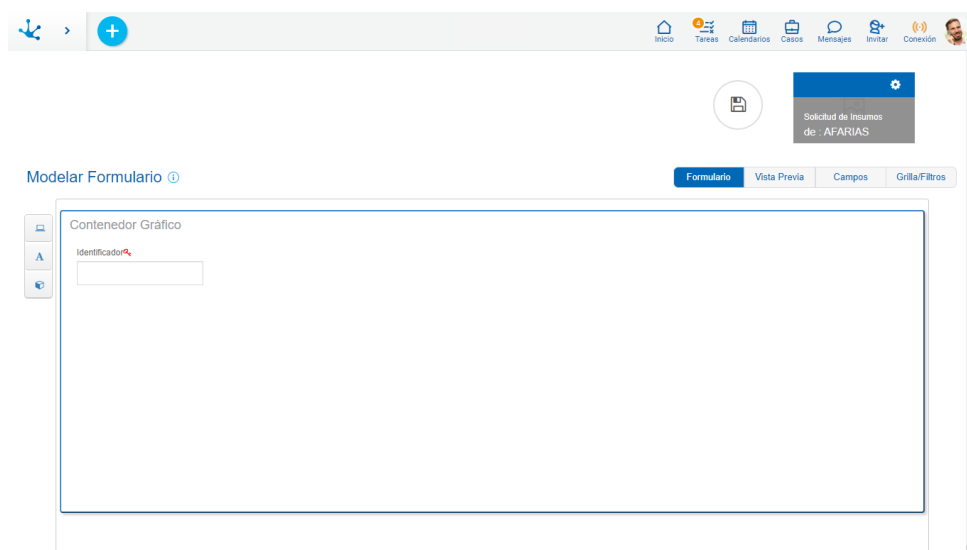 4
Inicio Tareas Calendarios Casos Mensajes Invitar Conexión
Solicitud de Insumos
de : AFARIAS
Modelar Formulario
Formulario Vista Previa Campos Grilla/Filtros
Contenedor Gráfico
A
Identificador